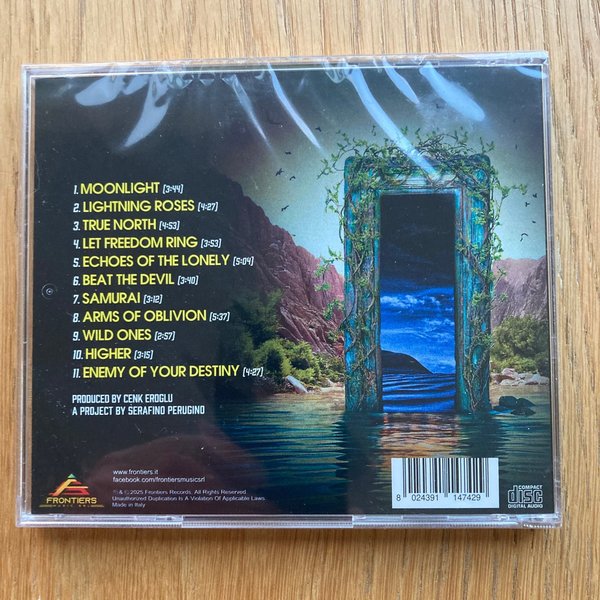 1. MOONLIGHT [3:44]
2. LIGHTNING ROSES [4:27]
3. TRUE NORTH [4:53]
4. LET FREEDOM RING [3:53]
5. ECHOES OF THE LONELY [5:04]
6. BEAT THE DEVIL [3:40]
7. SAMURAI [3:12]
8. ARMS OF OBLIVION [5:37]
9. WILD ONES [2:57]
10. HIGHER [3:15]
11. ENEMY OF YOUR DESTINY [4:27]
PRODUCED BY CENK EROGLU
A PROJECT BY SERAFINO PERUGINO
www.frontiers.it
facebook.com/frontiersmusicsrl
℗ & © 2025 Frontiers Records. All Rights Reserved.
Unauthorized Duplication Is A Violation Of Applicable Laws.
Made in Italy
FRONTIERS
MUSIC SRL
8 024391 147429
COMPACT
disc
DIGITAL AUDIO